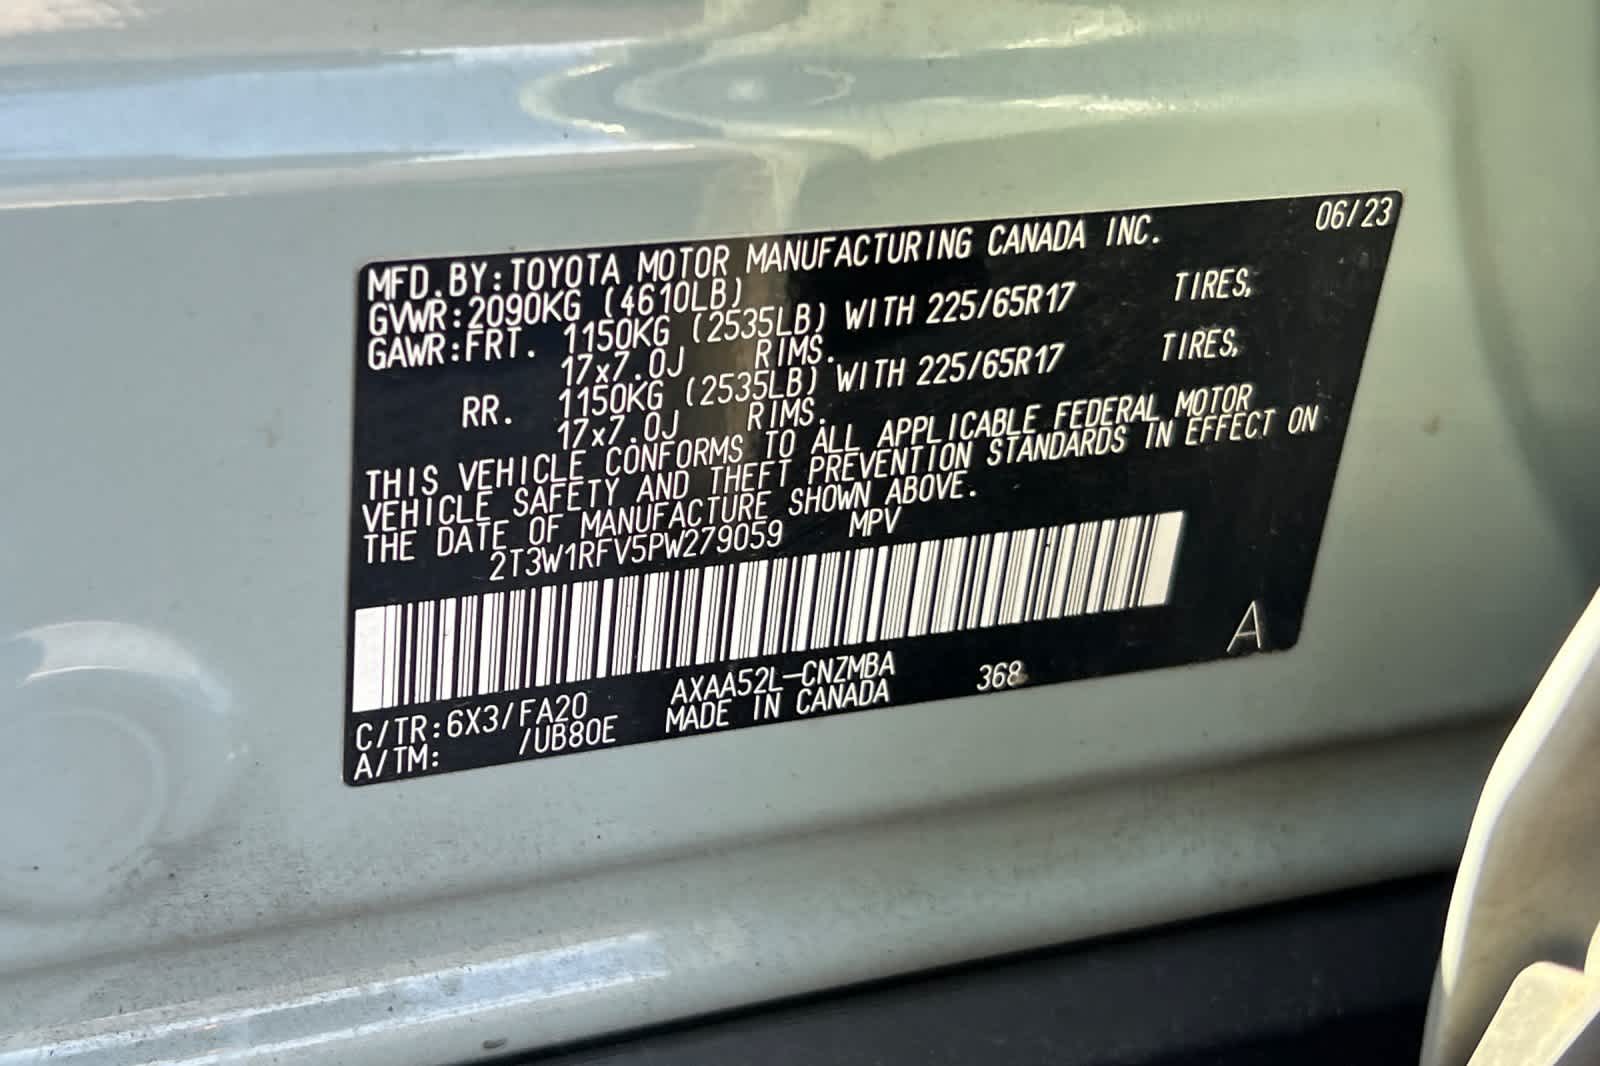 06/23
MFD.BY:TOYOTA MOTOR MANUFACTURING CANADA INC.
GVWR:2090KG (4610LB)
GAWR:FRT. 1150KG (2535LB) WITH 225/65R17 TIRES,
17x7.0J RIMS.
RR. 1150KG (2535LB) WITH 225/65R17 TIRES,
17x7.0J RIMS.
THIS VEHICLE CONFORMS TO ALL APPLICABLE FEDERAL MOTOR
VEHICLE SAFETY AND THEFT PREVENTION STANDARDS IN EFFECT ON
THE DATE OF MANUFACTURE SHOWN ABOVE.
2T3W1RFV5PW279059 MPV
C/TR:6X3/FA20 AXAA52L-CNZMBA 368 A
A/TM: /UB80E MADE IN CANADA